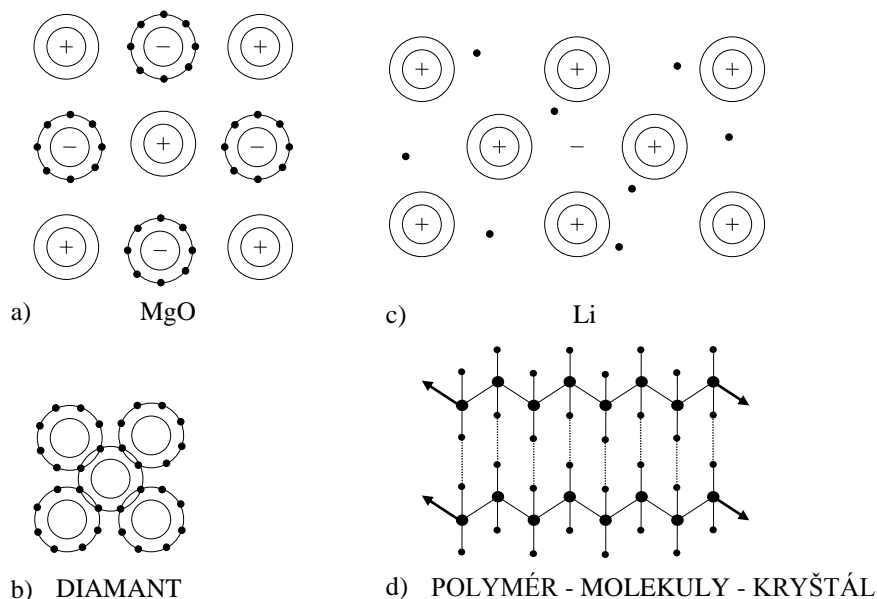 + − +
− + −
+ − +
a) MgO
+ + +
+ − +
+ + +
c) Li
b) DIAMANT
d) POLYMÉR - MOLEKULY - KRYŠTÁL